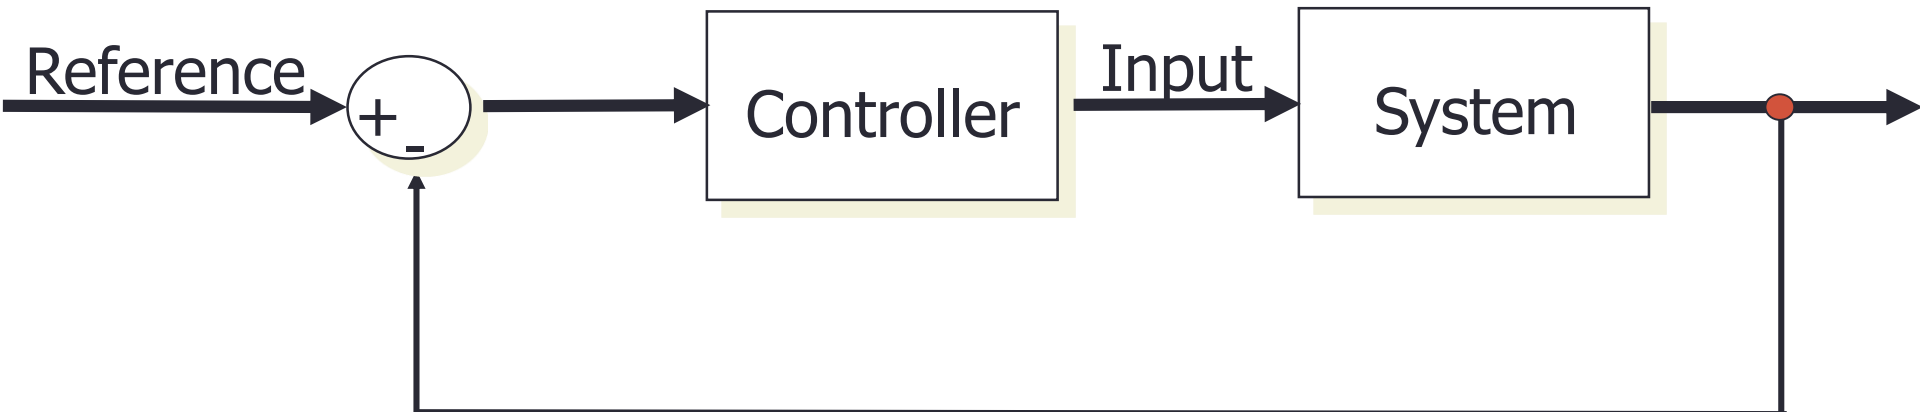 Reference
+
-
Controller
Input
System